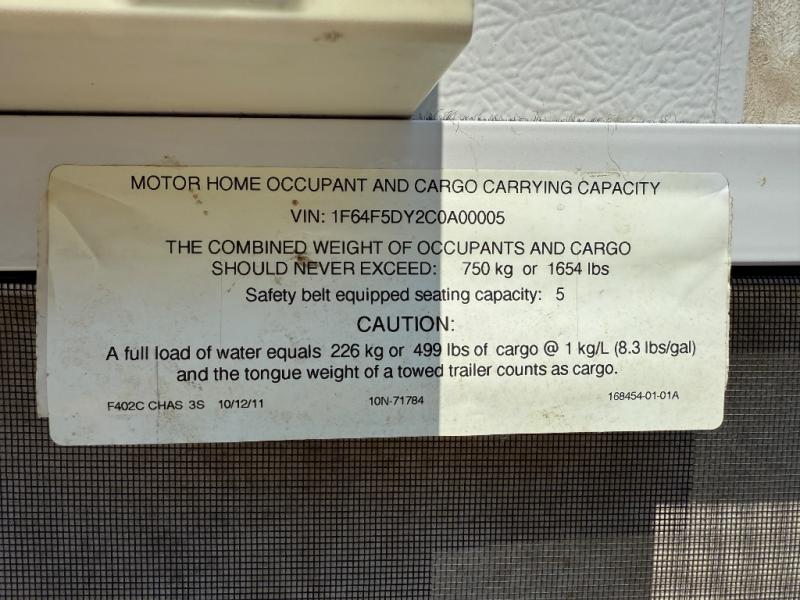 MOTOR HOME OCCUPANT AND CARGO CARRYING CAPACITY
VIN: 1F64F5DY2C0A00005
THE COMBINED WEIGHT OF OCCUPANTS AND CARGO
SHOULD NEVER EXCEED: 750 kg or 1654 lbs
Safety belt equipped seating capacity: 5
CAUTION:
A full load of water equals 226 kg or 499 lbs of cargo @ 1 kg/L (8.3 lbs/gal)
and the tongue weight of a towed trailer counts as cargo.
F402C CHAS 3S 10/12/11 10N-71784 168454-01-01A